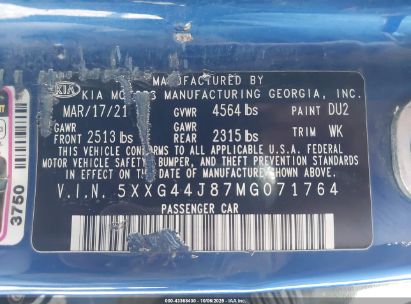 MANUFACTURED BY
KIA
KIA MOTORS MANUFACTURING GEORGIA, INC.
MAR/17/21 GVWR 4564 lbs PAINT DU2
GAWR FRONT 2513 lbs GAWR REAR 2315 lbs TRIM WK
THIS VEHICLE CONFORMS TO ALL APPLICABLE U.S. FEDERAL
MOTOR VEHICLE SAFETY, BUMPER, AND THEFT PREVENTION STANDARDS
IN EFFECT ON THE DATE OF MANUFACTURE SHOWN ABOVE.
V.I.N. 5XXG44J87MG071764
PASSENGER CAR
3750